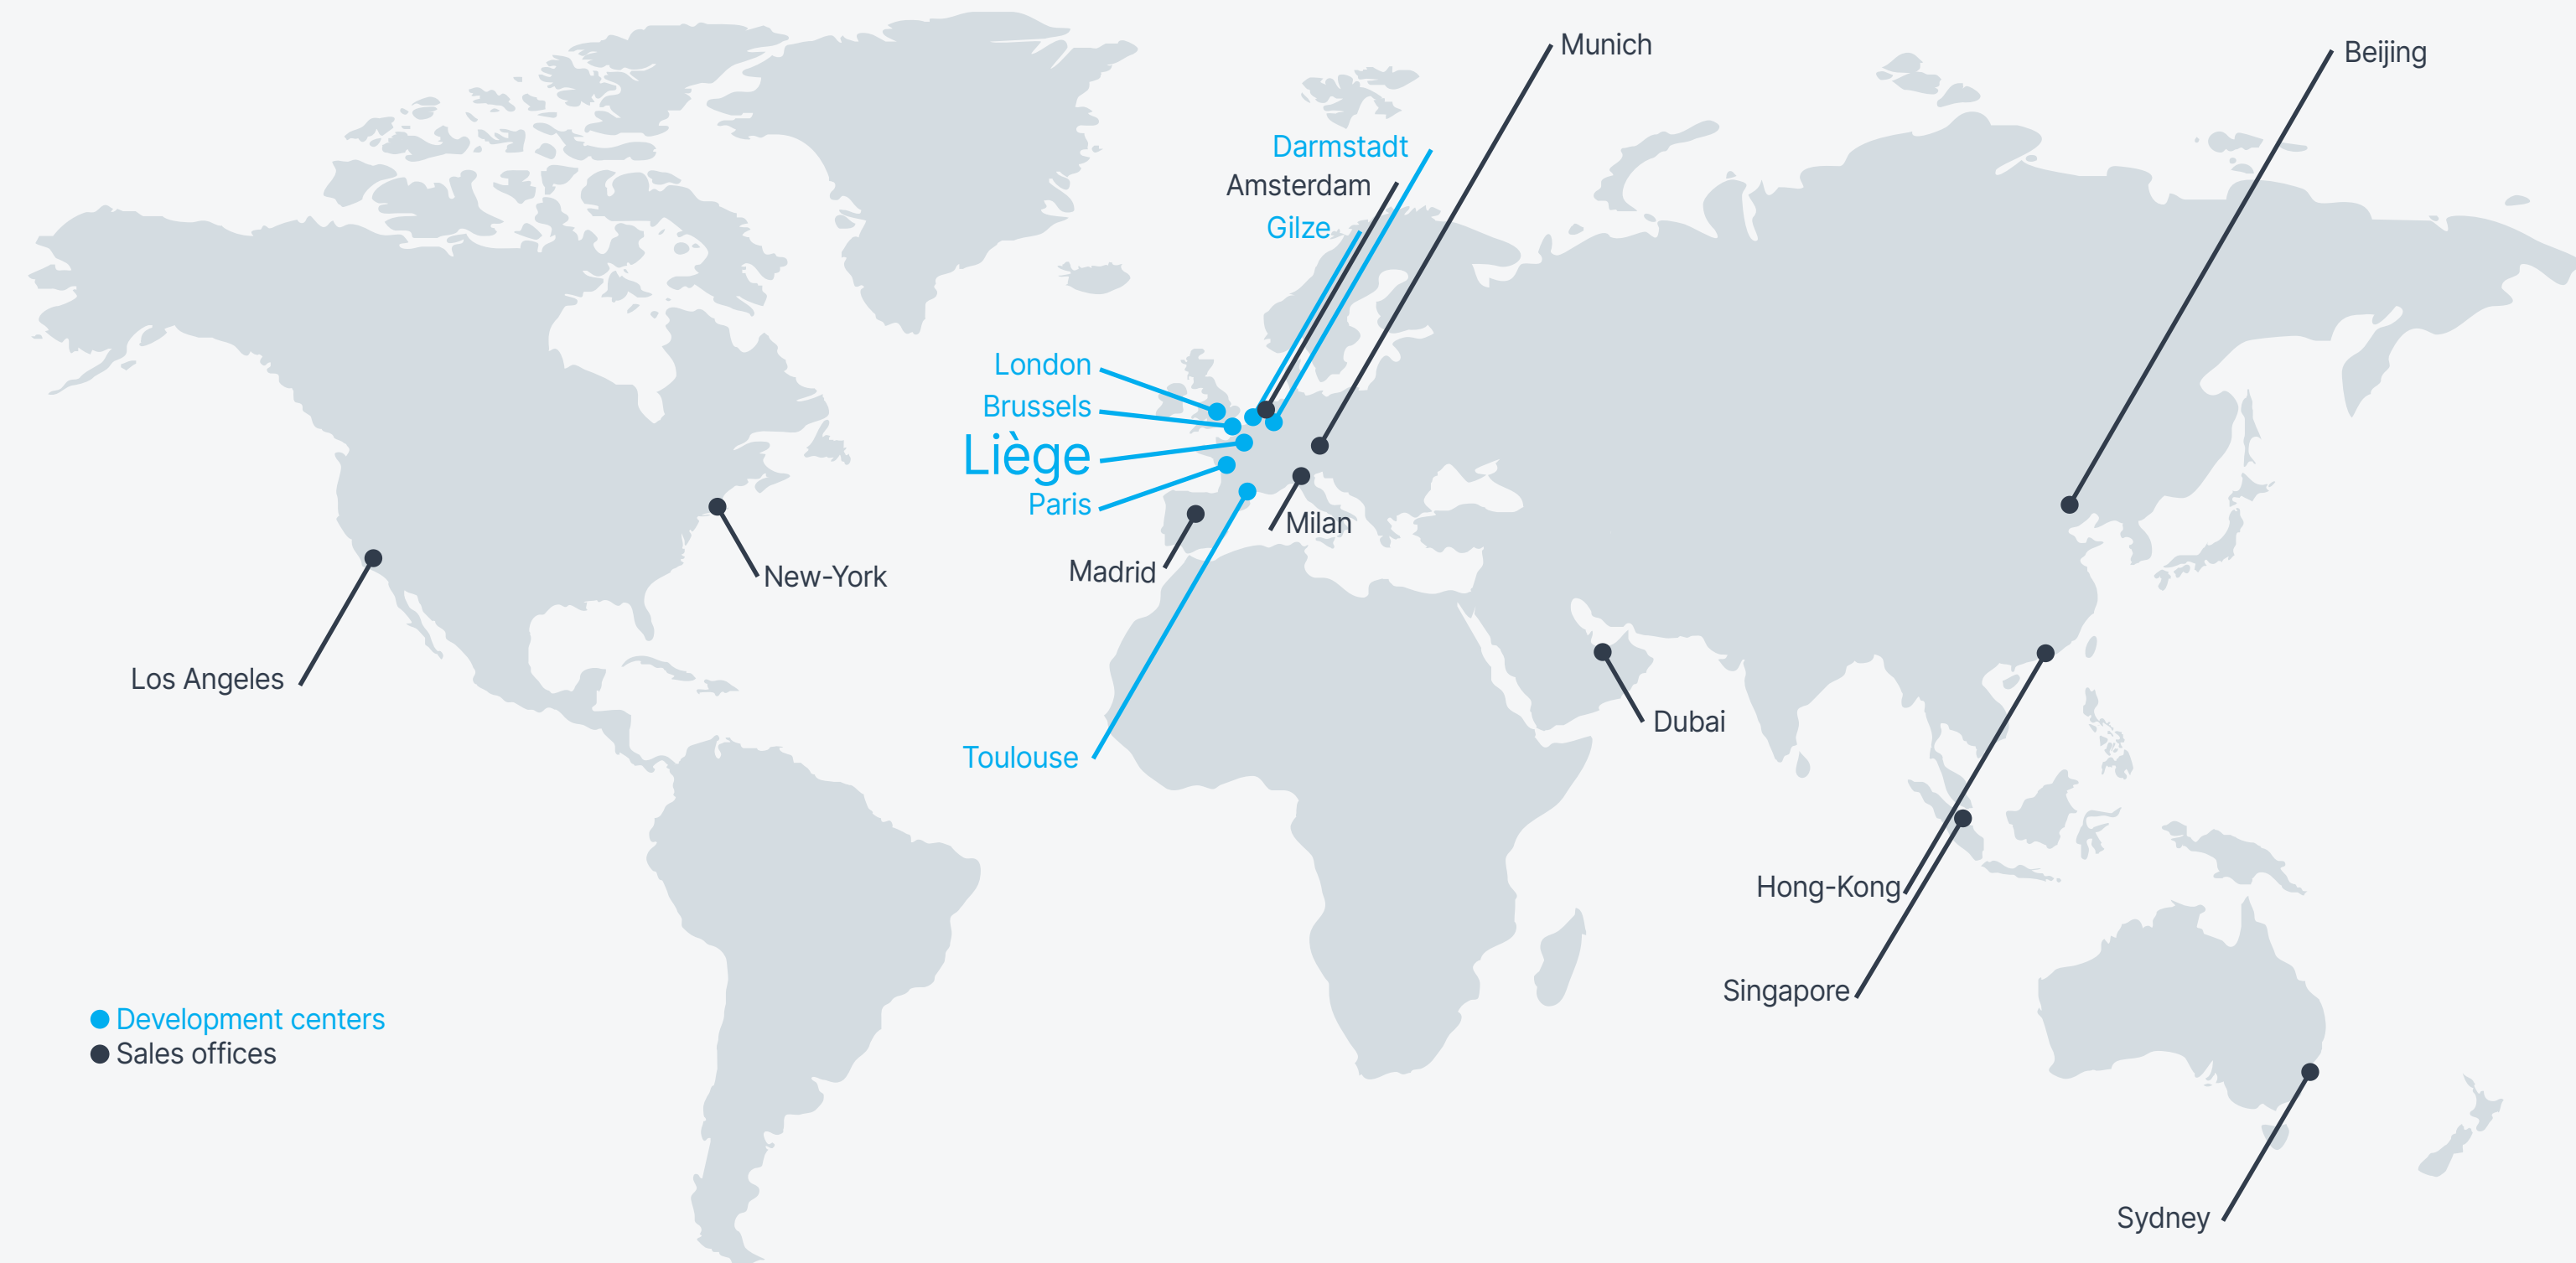 Munich
Beijing
Darmstadt
Amsterdam
Gilze
London
Brussels
Liège
Paris
Milan
Madrid
New-York
Los Angeles
Dubai
Toulouse
Hong-Kong
Singapore
Development centers
Sales offices
Sydney